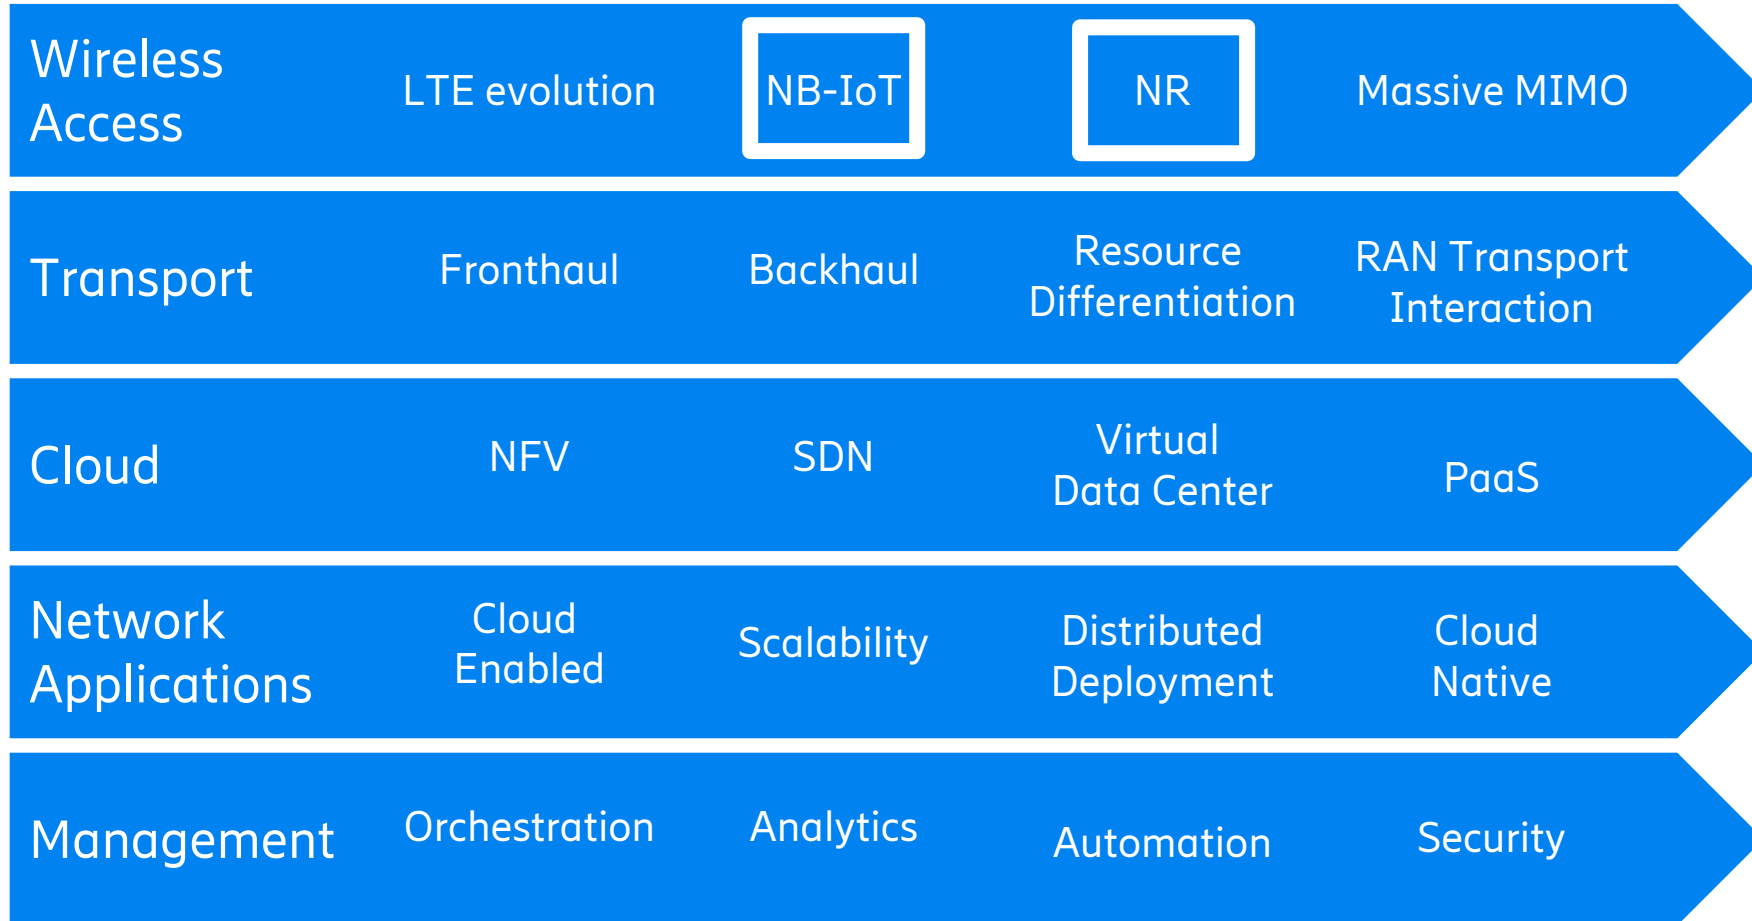 Wireless
Access
LTE evolution
NB-IoT
NR
Massive MIMO
Transport
Fronthaul
Backhaul
Resource
Differentiation
RAN Transport
Interaction
Cloud
NFV
SDN
Virtual
Data Center
PaaS
Network
Applications
Cloud
Enabled
Scalability
Distributed
Deployment
Cloud
Native
Management
Orchestration
Analytics
Automation
Security